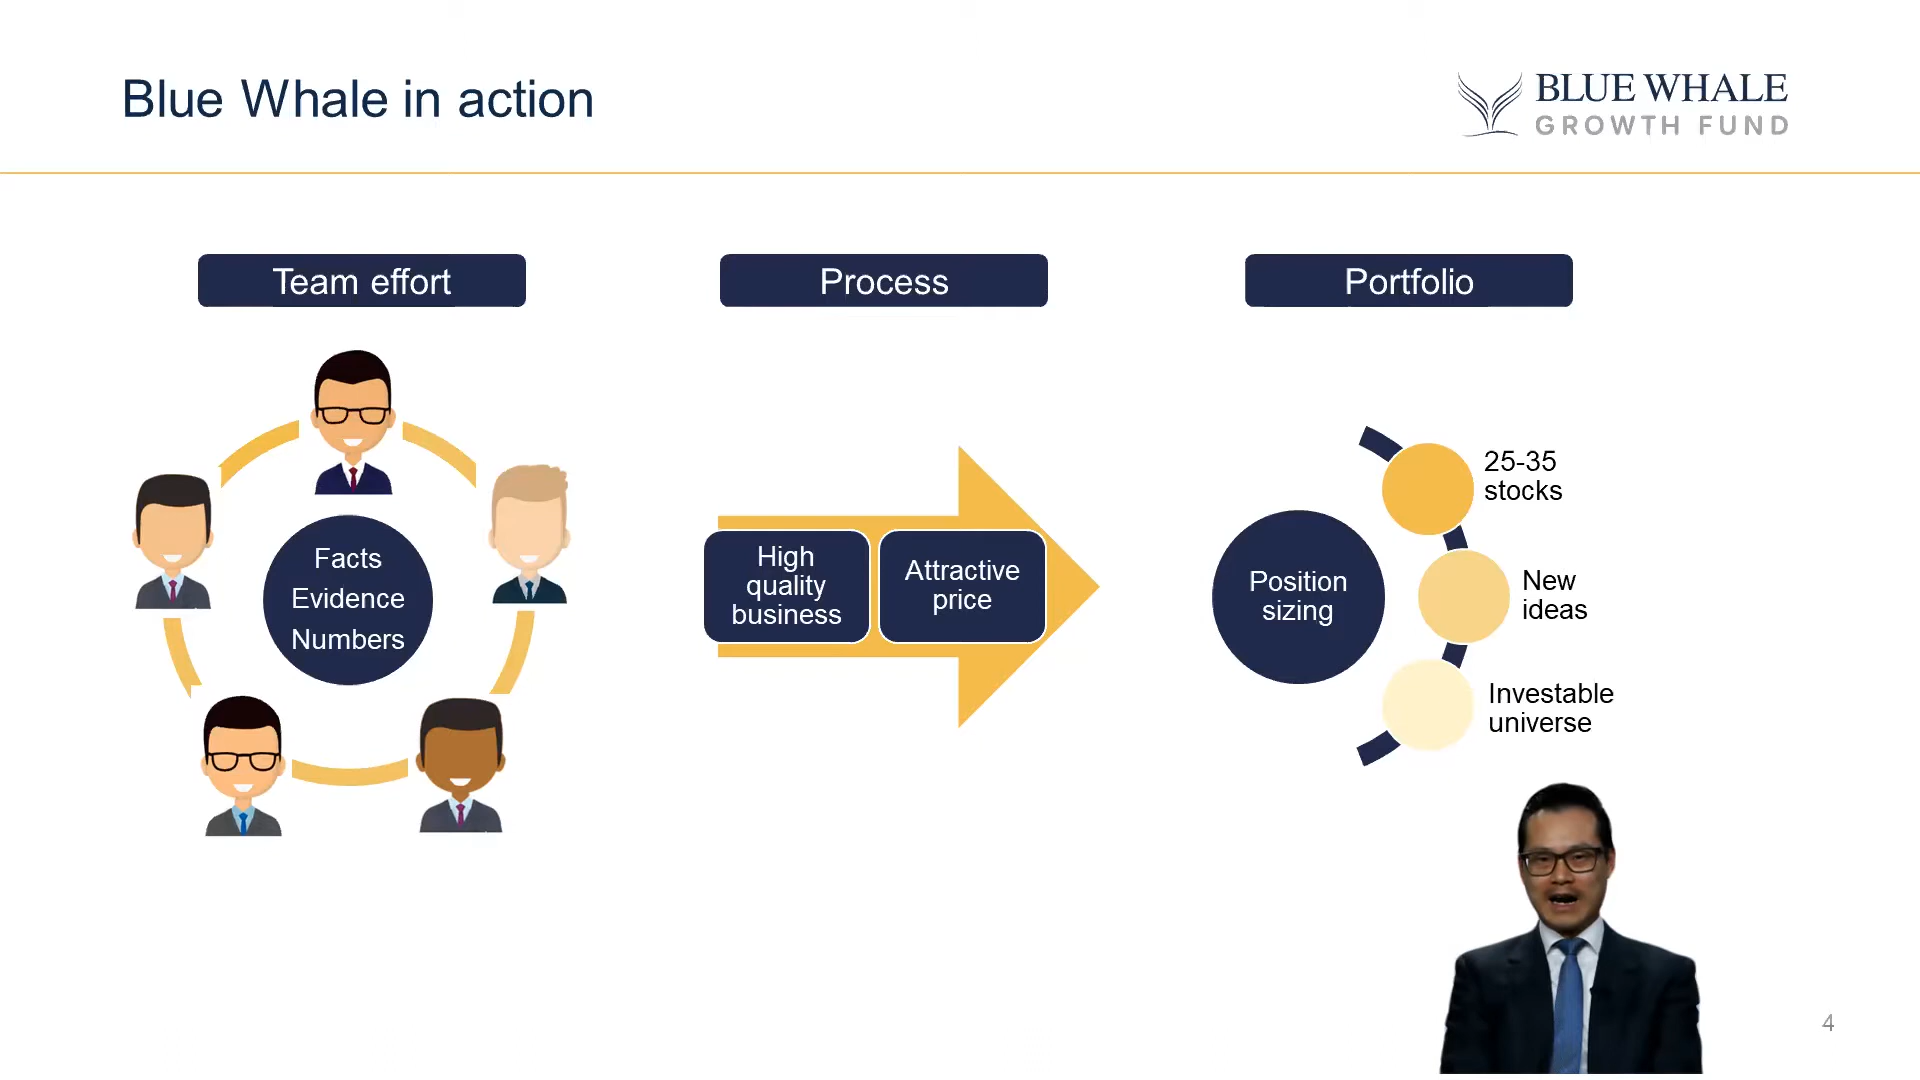 Blue Whale in action
BLUE WHALE
GROWTH FUND
Team effort
Process
Portfolio
Facts
Evidence
Numbers
High
quality
business
Attractive
price
Position
sizing
25-35
stocks
New
ideas
Investable
universe
4